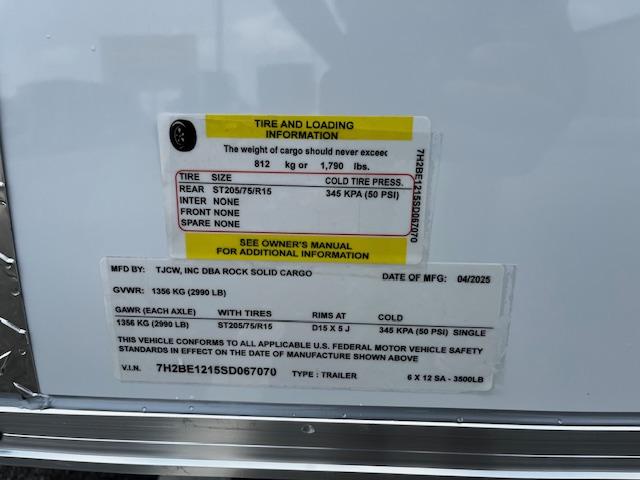 TIRE AND LOADING
INFORMATION
The weight of cargo should never exceed
812 kg or 1,790 lbs.
TIRE SIZE COLD TIRE PRESS.
REAR ST205/75/R15 345 KPA (50 PSI)
INTER NONE
FRONT NONE
SPARE NONE
SEE OWNER'S MANUAL
FOR ADDITIONAL INFORMATION
7H2BE1215SD067070
MFD BY: TJCW, INC DBA ROCK SOLID CARGO DATE OF MFG: 04/2025
GVWR: 1356 KG (2990 LB)
GAWR (EACH AXLE) WITH TIRES RIMS AT COLD
1356 KG (2990 LB) ST205/75/R15 D15 X 5 J 345 KPA (50 PSI) SINGLE
THIS VEHICLE CONFORMS TO ALL APPLICABLE U.S. FEDERAL MOTOR VEHICLE SAFETY
STANDARDS IN EFFECT ON THE DATE OF MANUFACTURE SHOWN ABOVE
V.I.N. 7H2BE1215SD067070 TYPE : TRAILER 6 X 12 SA - 3500LB